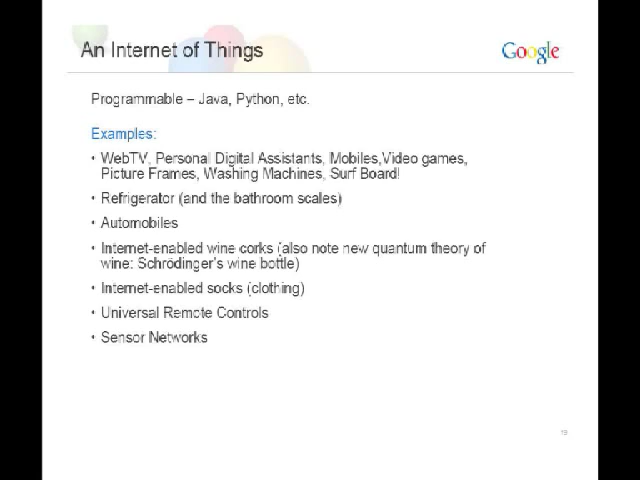 An Internet of Things
Google
Programmable – Java, Python, etc.
Examples:
• WebTV, Personal Digital Assistants, Mobiles,Video games,
Picture Frames, Washing Machines, Surf Board!
• Refrigerator (and the bathroom scales)
• Automobiles
• Internet-enabled wine corks (also note new quantum theory of
wine: Schrödinger's wine bottle)
• Internet-enabled socks (clothing)
• Universal Remote Controls
• Sensor Networks